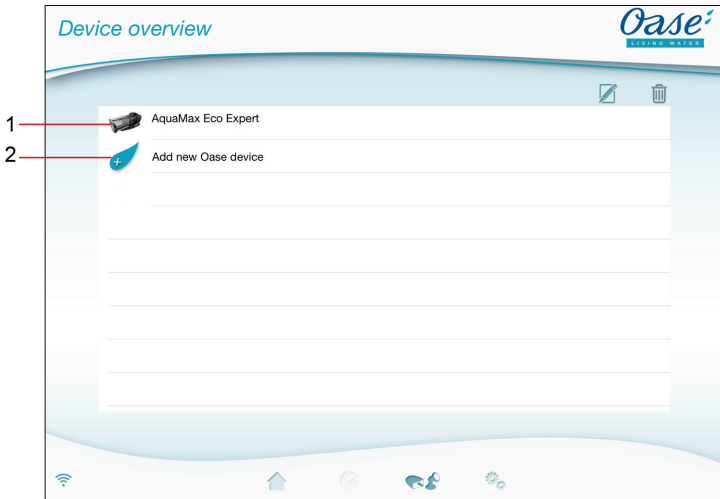 Device overview
Oase
LIVING WATER
1
AquaMax Eco Expert
2
Add new Oase device